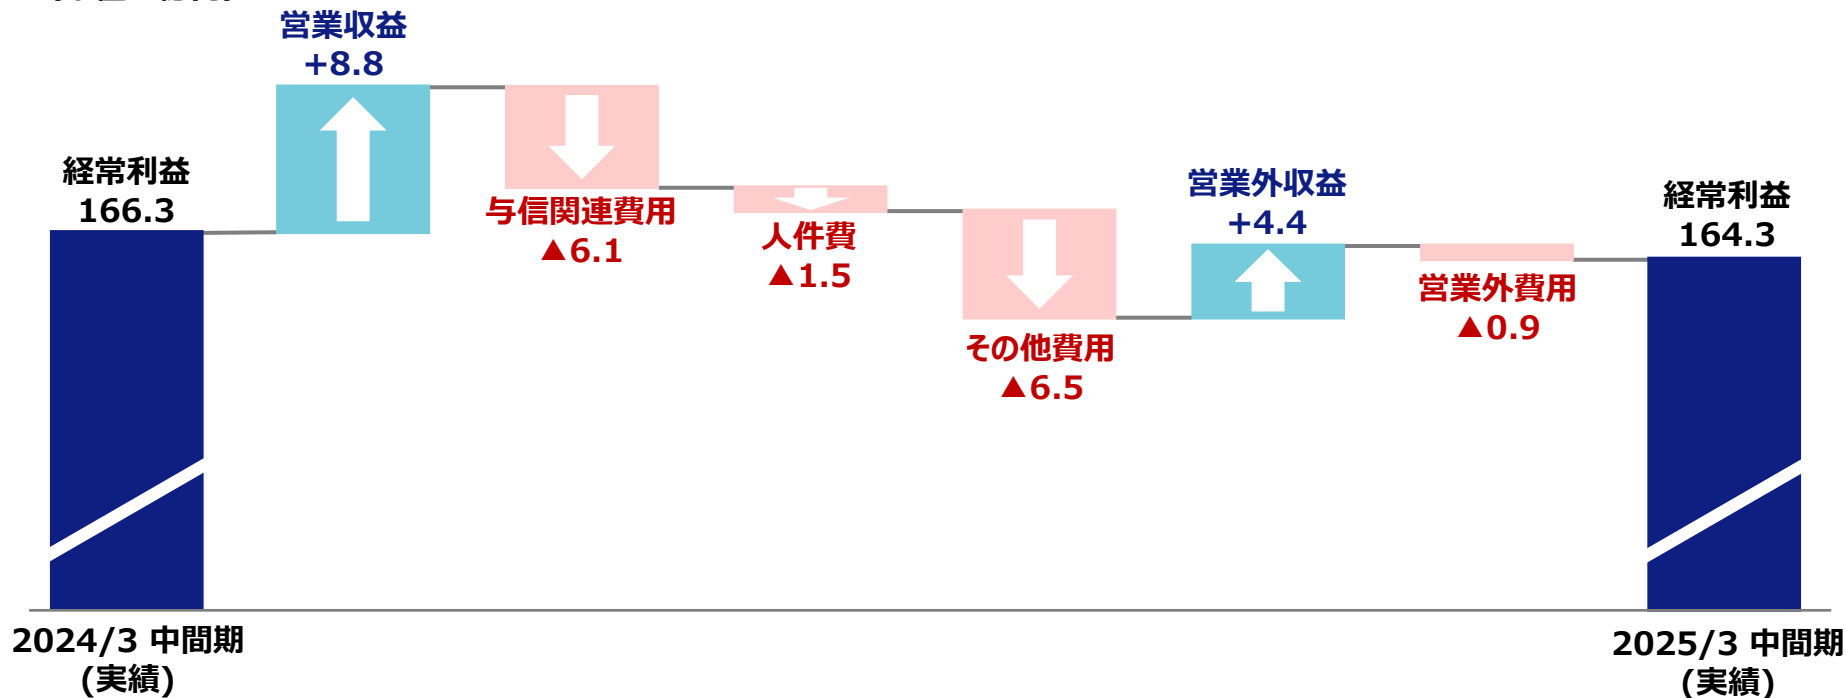 営業収益
+8.8
経常利益
166.3
与信関連費用
▲6.1
人件費
▲1.5
その他費用
▲6.5
営業外収益
+4.4
営業外費用
▲0.9
経常利益
164.3
2024/3 中間期
(実績)
2025/3 中間期
(実績)